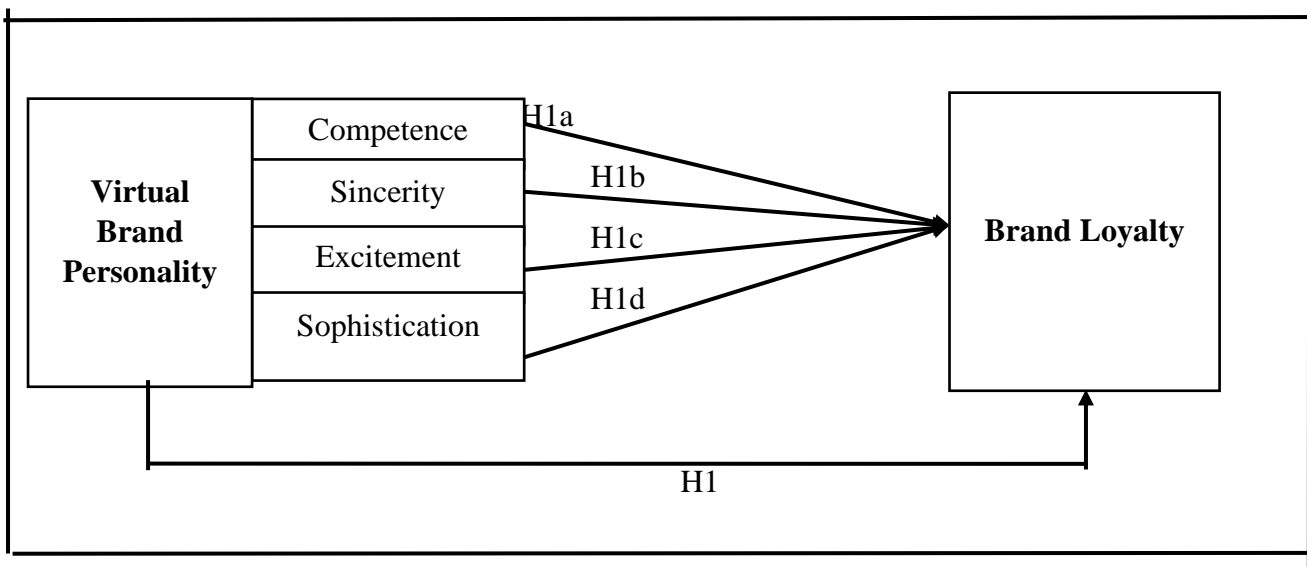 Virtual
Brand
Personality
Competence
Sincerity
Excitement
Sophistication
H1a
H1b
H1c
H1d
Brand Loyalty
H1